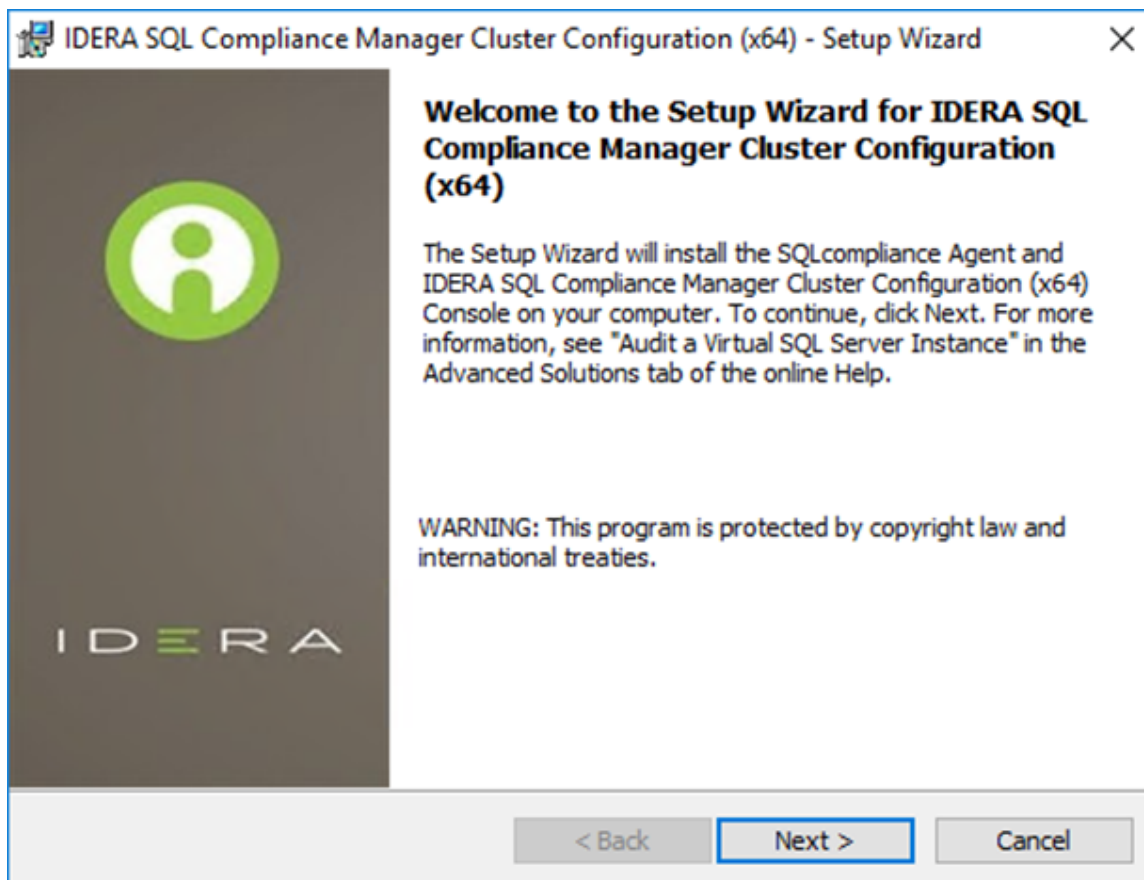 IDERA SQL Compliance Manager Cluster Configuration (x64) - Setup Wizard
Welcome to the Setup Wizard for IDERA SQL
Compliance Manager Cluster Configuration
(x64)
The Setup Wizard will install the SQLcompliance Agent and
IDERA SQL Compliance Manager Cluster Configuration (x64)
Console on your computer. To continue, click Next. For more
information, see "Audit a Virtual SQL Server Instance" in the
Advanced Solutions tab of the online Help.
WARNING: This program is protected by copyright law and
international treaties.
IDERA
< Back
Next >
Cancel